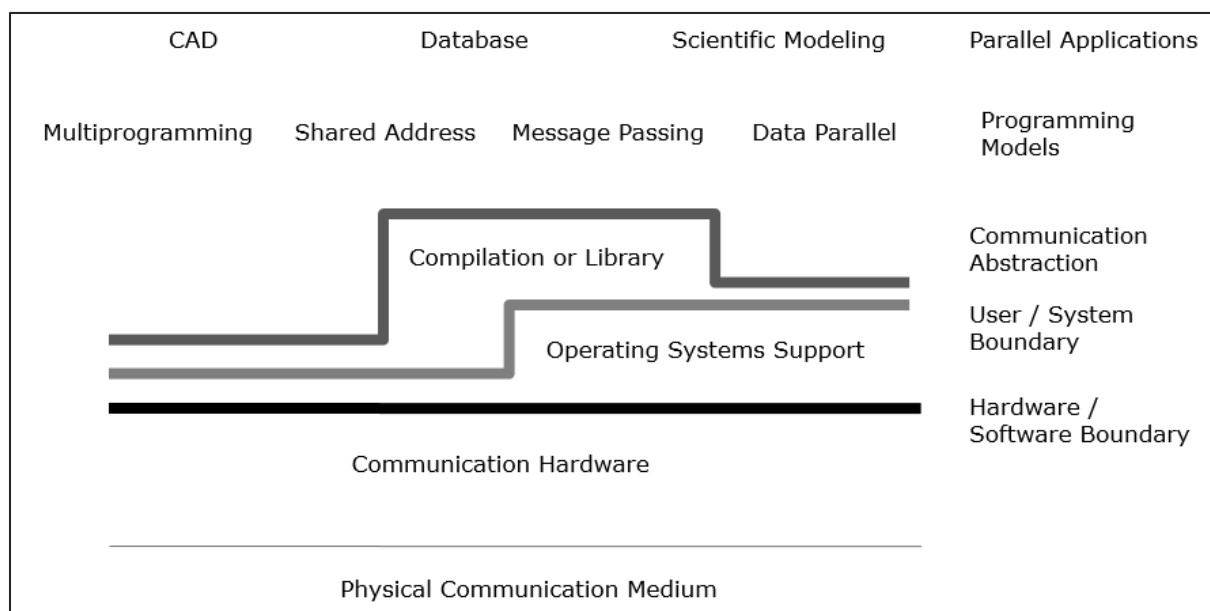 CAD Database Scientific Modeling Parallel Applications
Multiprogramming Shared Address Message Passing Data Parallel Programming
Models
Compilation or Library Communication
Abstraction
User / System
Operating Systems Support Boundary
Hardware /
Software Boundary
Communication Hardware
Physical Communication Medium